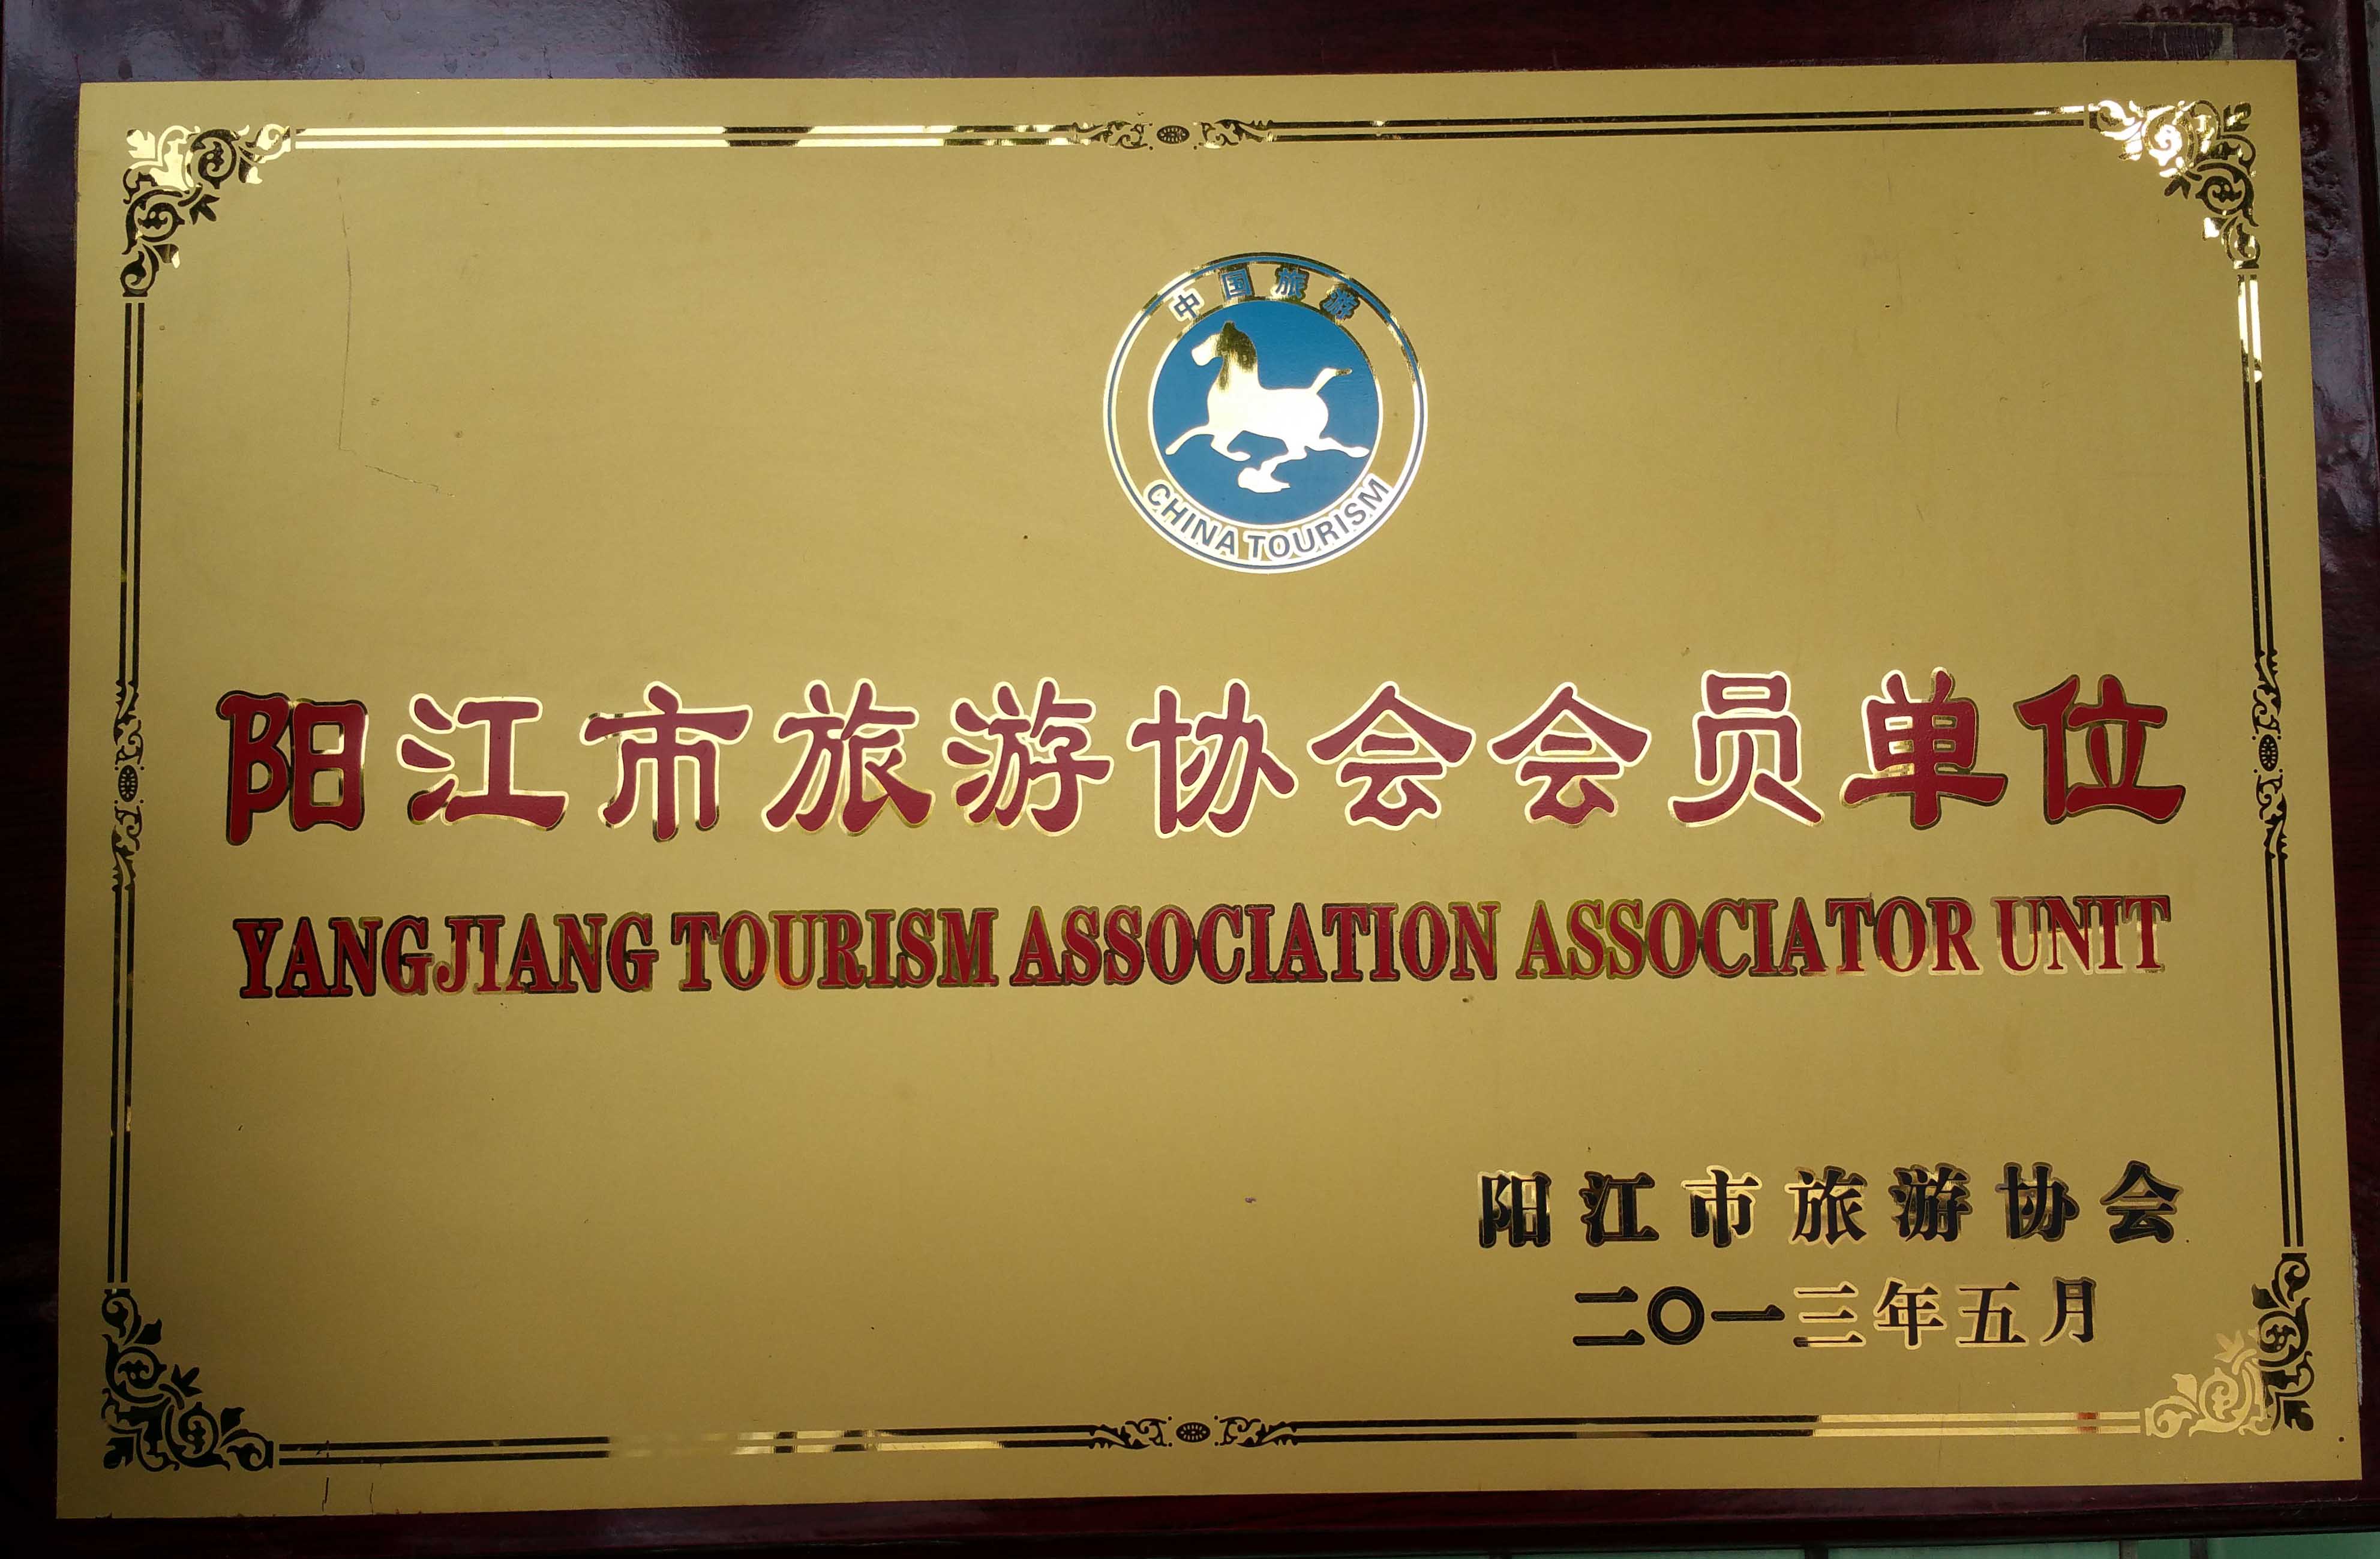 中国旅游
CHINA TOURISM
阳江市旅游协会会员单位
YANGJIANG TOURISM ASSOCIATION ASSOCIATOR UNIT
阳江市旅游协会
二〇一三年五月